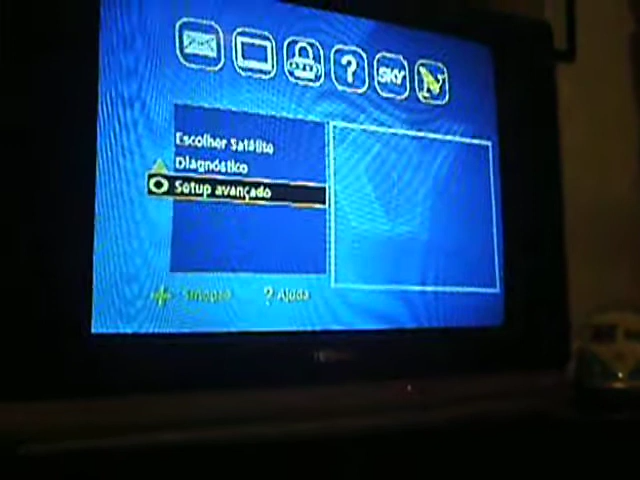 ?
SKY
Escolher Satélite
Diagnóstico
Setup avançado
Sinopse
? Ajuda